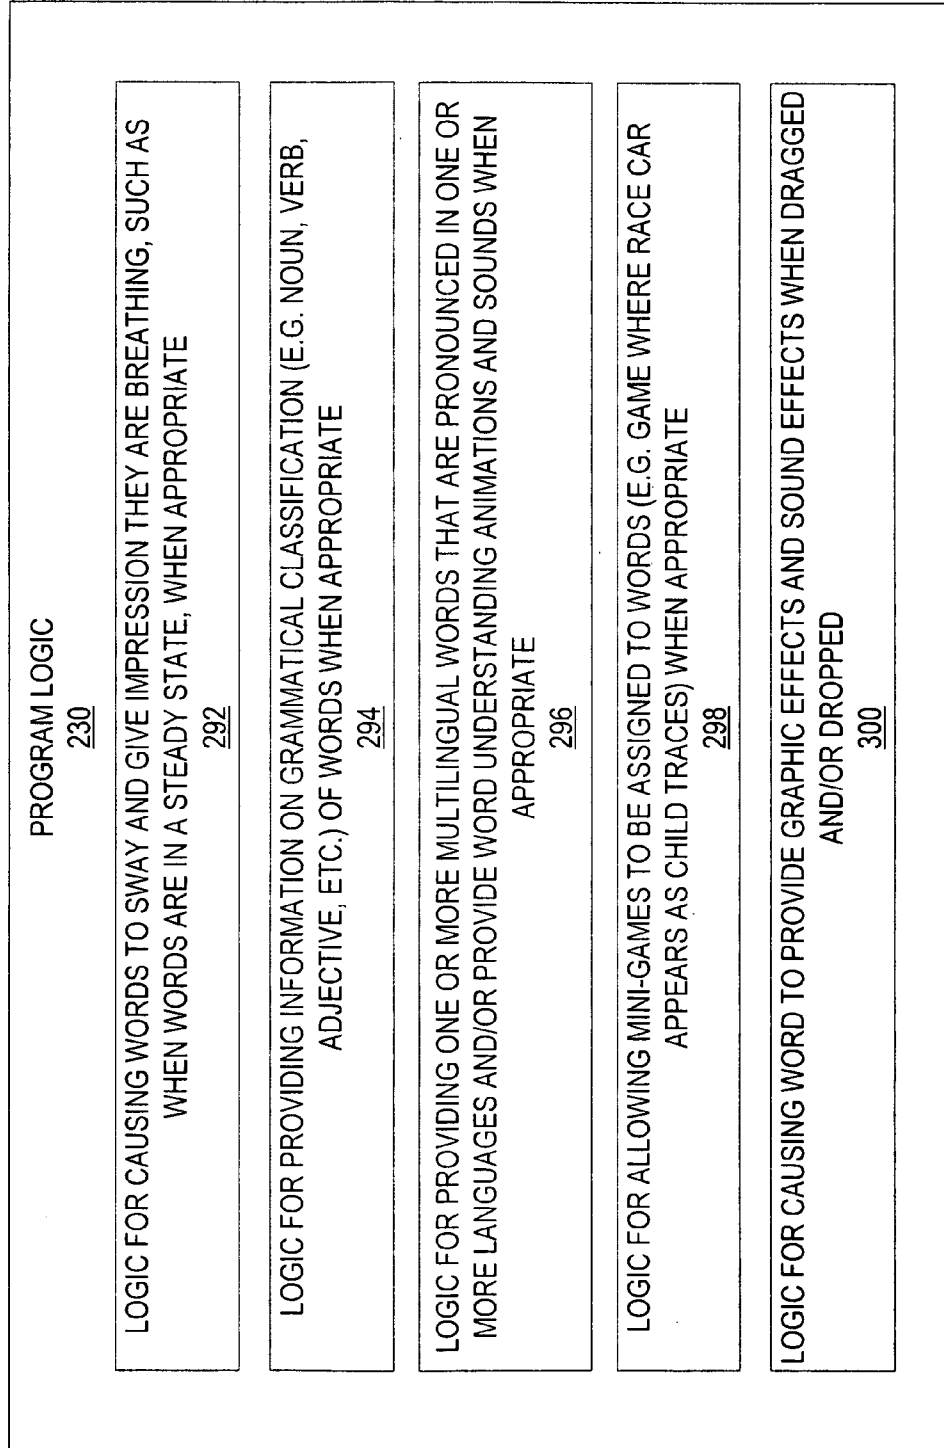 PROGRAM LOGIC
230
LOGIC FOR CAUSING WORDS TO SWAY AND GIVE IMPRESSION THEY ARE BREATHING, SUCH AS
WHEN WORDS ARE IN A STEADY STATE, WHEN APPROPRIATE
292
LOGIC FOR PROVIDING INFORMATION ON GRAMMATICAL CLASSIFICATION (E.G. NOUN, VERB,
ADJECTIVE, ETC.) OF WORDS WHEN APPROPRIATE
294
LOGIC FOR PROVIDING ONE OR MORE MULTILINGUAL WORDS THAT ARE PRONOUNCED IN ONE OR
MORE LANGUAGES AND/OR PROVIDE WORD UNDERSTANDING ANIMATIONS AND SOUNDS WHEN
APPROPRIATE
296
LOGIC FOR ALLOWING MINI-GAMES TO BE ASSIGNED TO WORDS (E.G. GAME WHERE RACE CAR
APPEARS AS CHILD TRACES) WHEN APPROPRIATE
298
LOGIC FOR CAUSING WORD TO PROVIDE GRAPHIC EFFECTS AND SOUND EFFECTS WHEN DRAGGED
AND/OR DROPPED
300